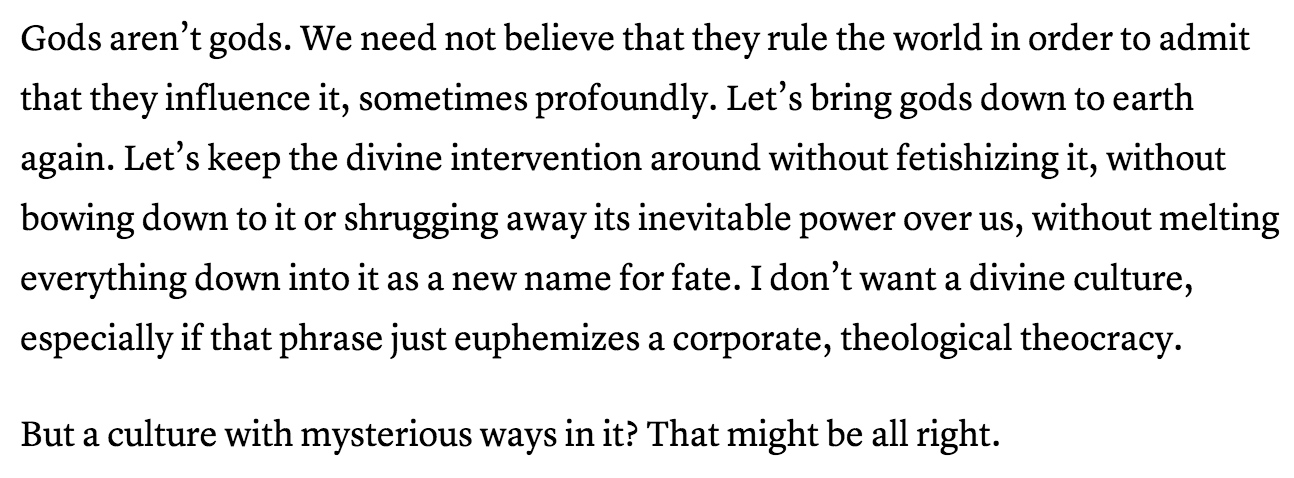 Gods aren’t gods. We need not believe that they rule the world in order to admit
that they influence it, sometimes profoundly. Let’s bring gods down to earth
again. Let’s keep the divine intervention around without fetishizing it, without
bowing down to it or shrugging away its inevitable power over us, without melting
everything down into it as a new name for fate. I don’t want a divine culture,
especially if that phrase just euphemizes a corporate, theological theocracy.
But a culture with mysterious ways in it? That might be all right.